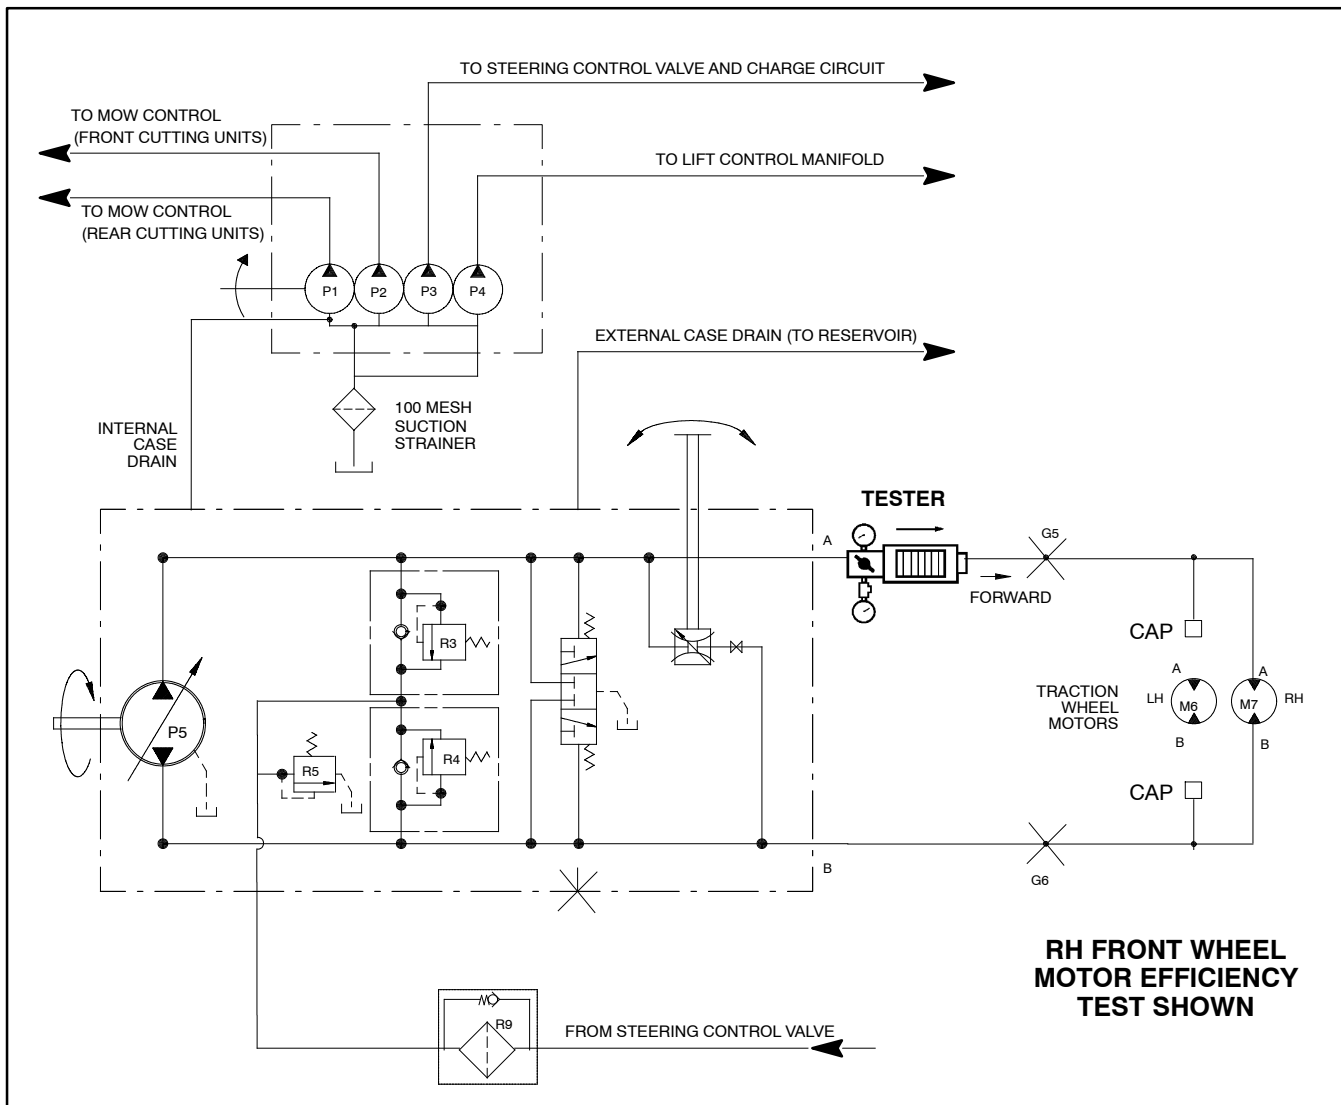 TO STEERING CONTROL VALVE AND CHARGE CIRCUIT
TO MOW CONTROL
(FRONT CUTTING UNITS)
TO LIFT CONTROL MANIFOLD
TO MOW CONTROL
(REAR CUTTING UNITS)
P1
P2
P3
P4
EXTERNAL CASE DRAIN (TO RESERVOIR)
100 MESH
SUCTION
STRAINER
INTERNAL
CASE
DRAIN
TESTER
A
G5
FORWARD
R3
CAP
TRACTION
WHEEL
MOTORS
A
LH
M6
B
A
M7
RH
B
P5
R4
R5
CAP
B
G6
RH FRONT WHEEL
MOTOR EFFICIENCY
TEST SHOWN
R9
FROM STEERING CONTROL VALVE